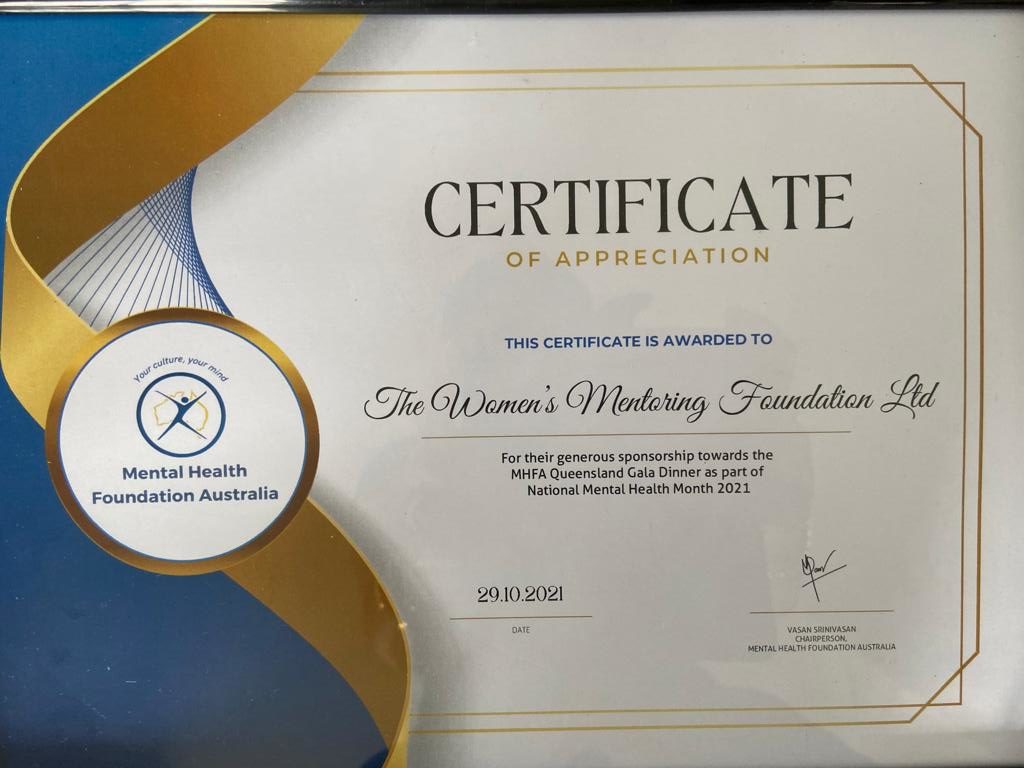 CERTIFICATE
OF APPRECIATION
THIS CERTIFICATE IS AWARDED TO
The Women's Mentoring Foundation Ltd
For their generous sponsorship towards the
MHFA Queensland Gala Dinner as part of
National Mental Health Month 2021
Your culture, your mind
Mental Health
Foundation Australia
29.10.2021
DATE
VASAN SRINIVASAN
CHAIRPERSON,
MENTAL HEALTH FOUNDATION AUSTRALIA